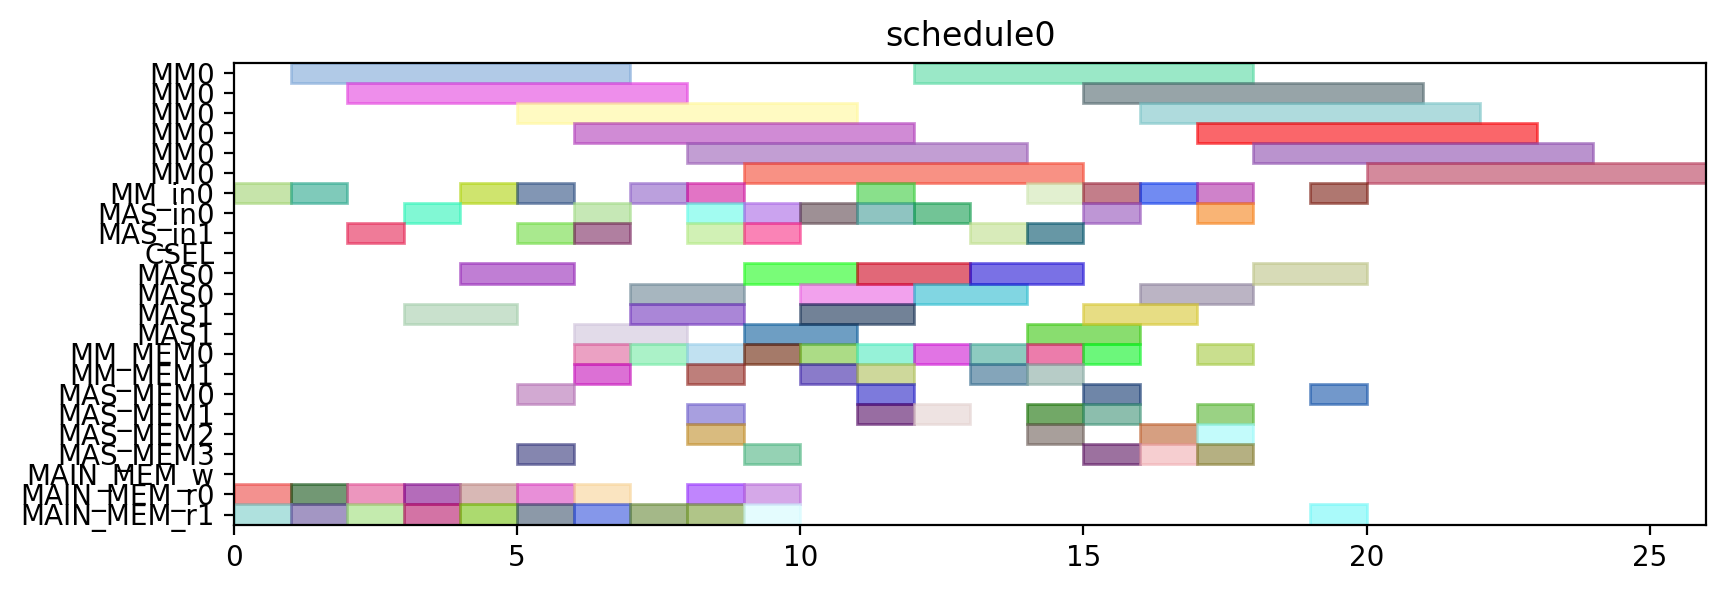 schedule0
MM0
MM0
MM0
MM0
MM0
MM0
MM_in0
MAS_in0
MAS_in1
CSEL
MAS0
MAS0
MAS1
MAS1
MM_MEM0
MM_MEM1
MAS_MEM0
MAS_MEM1
MAS_MEM2
MAS_MEM3
MAIN_MEM_w
MAIN_MEM_r0
MAIN_MEM_r1
0 5 10 15 20 25